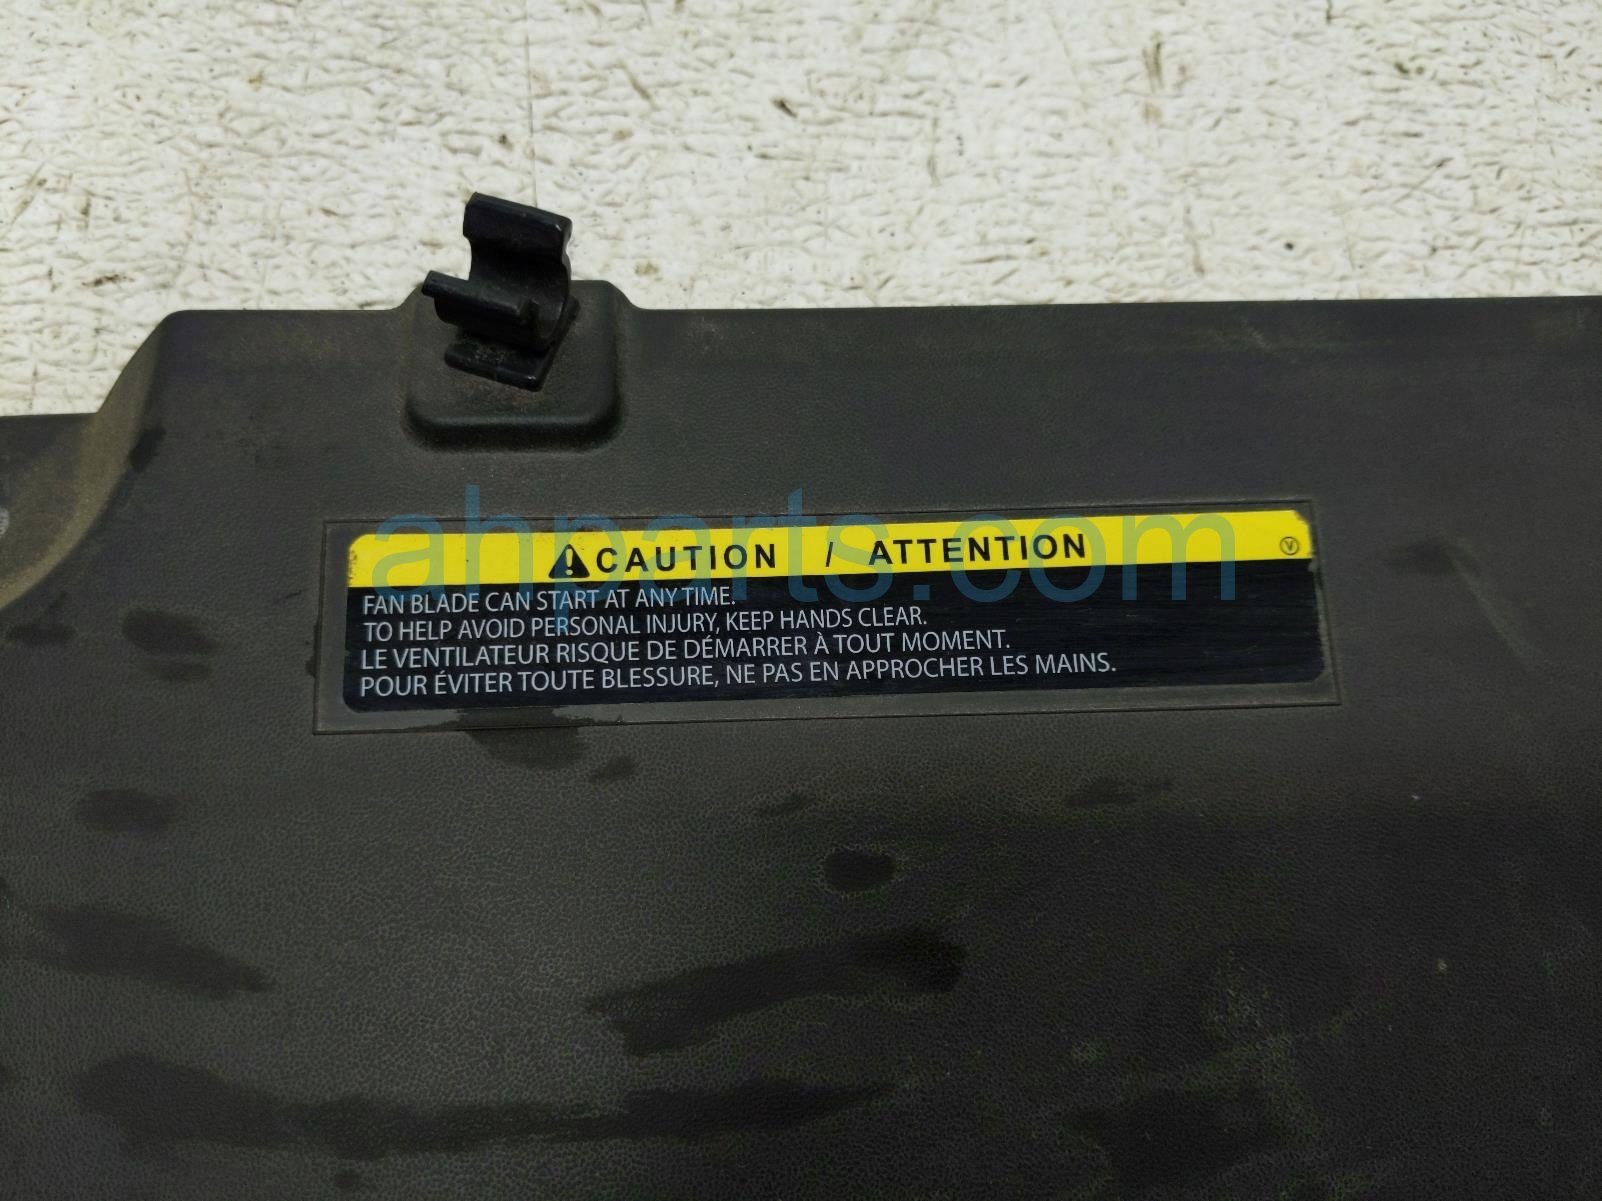 CAUTION / ATTENTION
V
FAN BLADE CAN START AT ANY TIME.
TO HELP AVOID PERSONAL INJURY, KEEP HANDS CLEAR.
LE VENTILATEUR RISQUE DE DÉMARRER À TOUT MOMENT.
POUR ÉVITER TOUTE BLESSURE, NE PAS EN APPROCHER LES MAINS.
ahparts.com